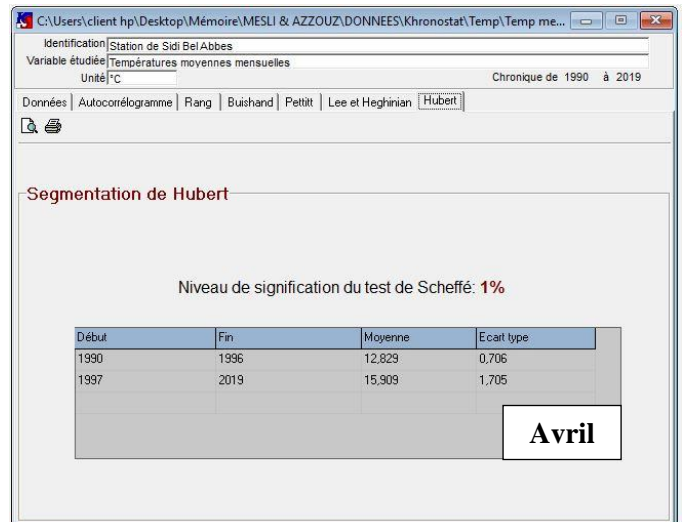 C:\Users\client hp\Desktop\Mémoire\MESLI & AZZOUZ\DONNEES\Khronostat\Temp\Temp me...
Identification Station de Sidi Bel Abbes
Variable étudiée Températures moyennes mensuelles
Unité °C Chronique de 1990 à 2019
Données Autocorrélogramme Rang Buishand Pettitt Lee et Heghinian Hubert
Segmentation de Hubert
Niveau de signification du test de Scheffé: 1%
Début Fin Moyenne Ecart type
1990 1996 12,829 0,706
1997 2019 15,909 1,705
Avril